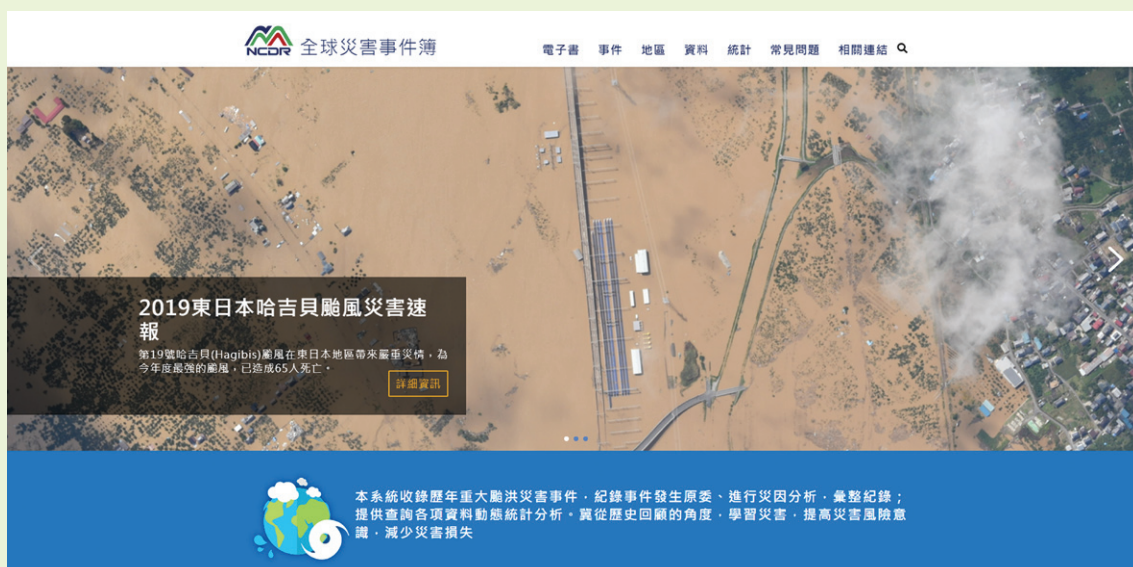 NCDR 全球災害事件簿
電子書 事件 地區 資料 統計 常見問題 相關連結
2019東日本哈吉貝颱風災害速
報
第19號哈吉貝(Hagibis)颱風在東日本地區帶來嚴重災情，為
今年度最強的颱風，已造成65人死亡。
詳細資訊
本系統收錄歷年重大颱洪災害事件，紀錄事件發生原委、進行災因分析，彙整紀錄；
提供查詢各項資料動態統計分析。冀從歷史回顧的角度，學習災害，提高災害風險意
識，減少災害損失